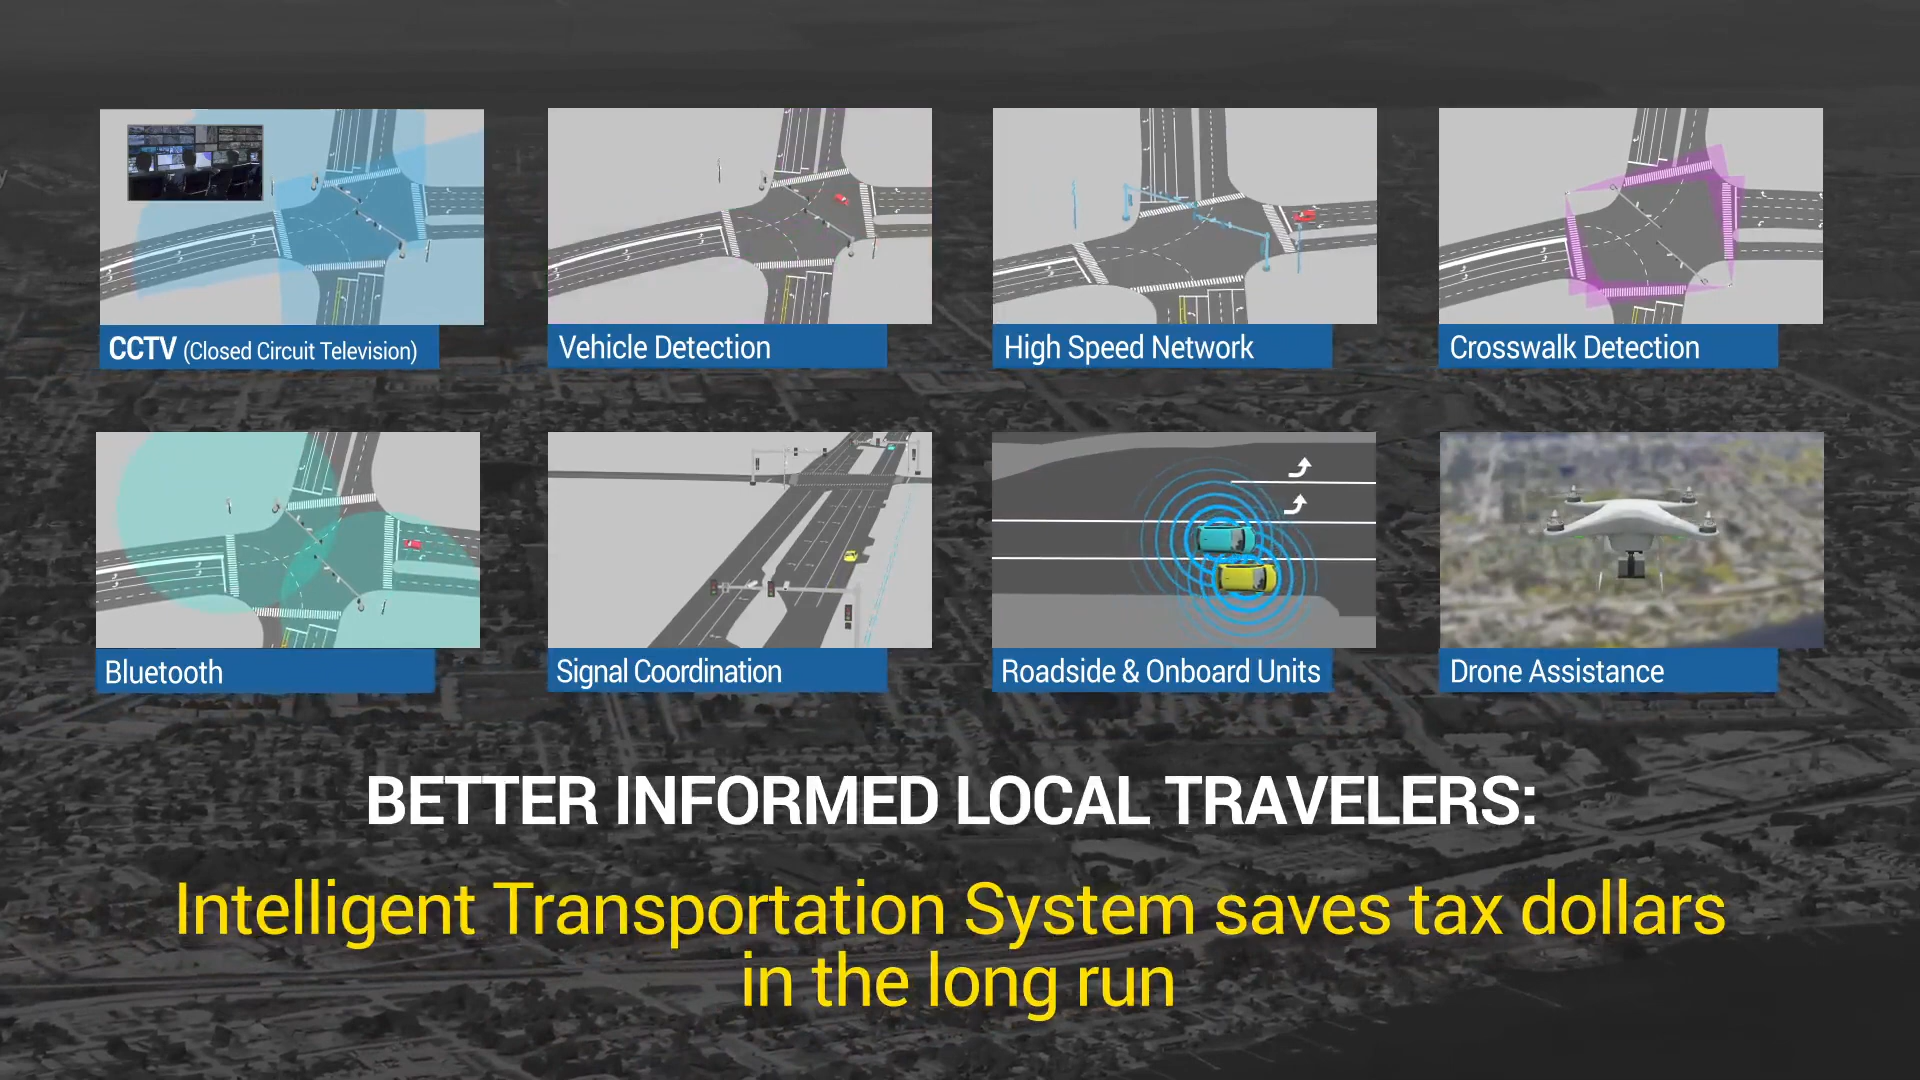 CCTV (Closed Circuit Television)
Vehicle Detection
High Speed Network
Crosswalk Detection
Bluetooth
Signal Coordination
Roadside & Onboard Units
Drone Assistance
BETTER INFORMED LOCAL TRAVELERS:
Intelligent Transportation System saves tax dollars
in the long run